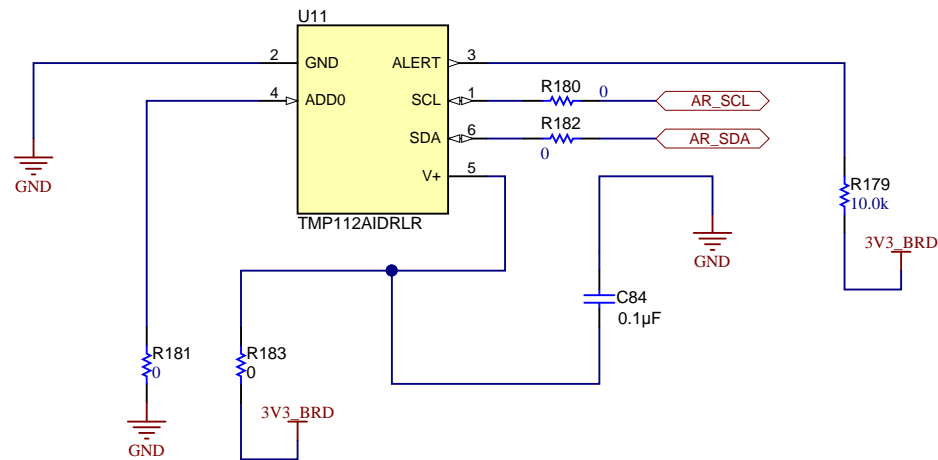 U11
2 GND ALERT 3
4 ADD0 SCL 1 R180 0 AR_SCL
SDA 6 R182 0 AR_SDA
V+ 5
TMP112AIDRLR
GND
R179
10.0k
3V3_BRD
GND
C84
0.1µF
R181
0
R183
0
3V3_BRD
GND